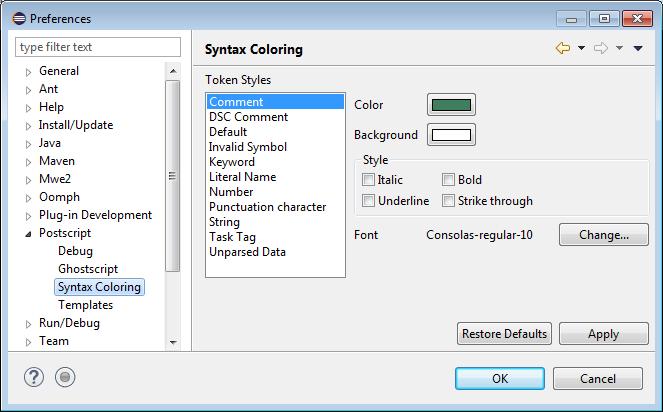 Preferences
type filter text
General
Ant
Help
Install/Update
Java
Maven
Mwe2
Oomph
Plug-in Development
Postscript
Debug
Ghostscript
Syntax Coloring
Templates
Run/Debug
Team
Syntax Coloring
Token Styles
Comment
DSC Comment
Default
Invalid Symbol
Keyword
Literal Name
Number
Punctuation character
String
Task Tag
Unparsed Data
Color
Background
Style
Italic Bold
Underline Strike through
Font Consolas-regular-10 Change...
Restore Defaults Apply
? OK Cancel